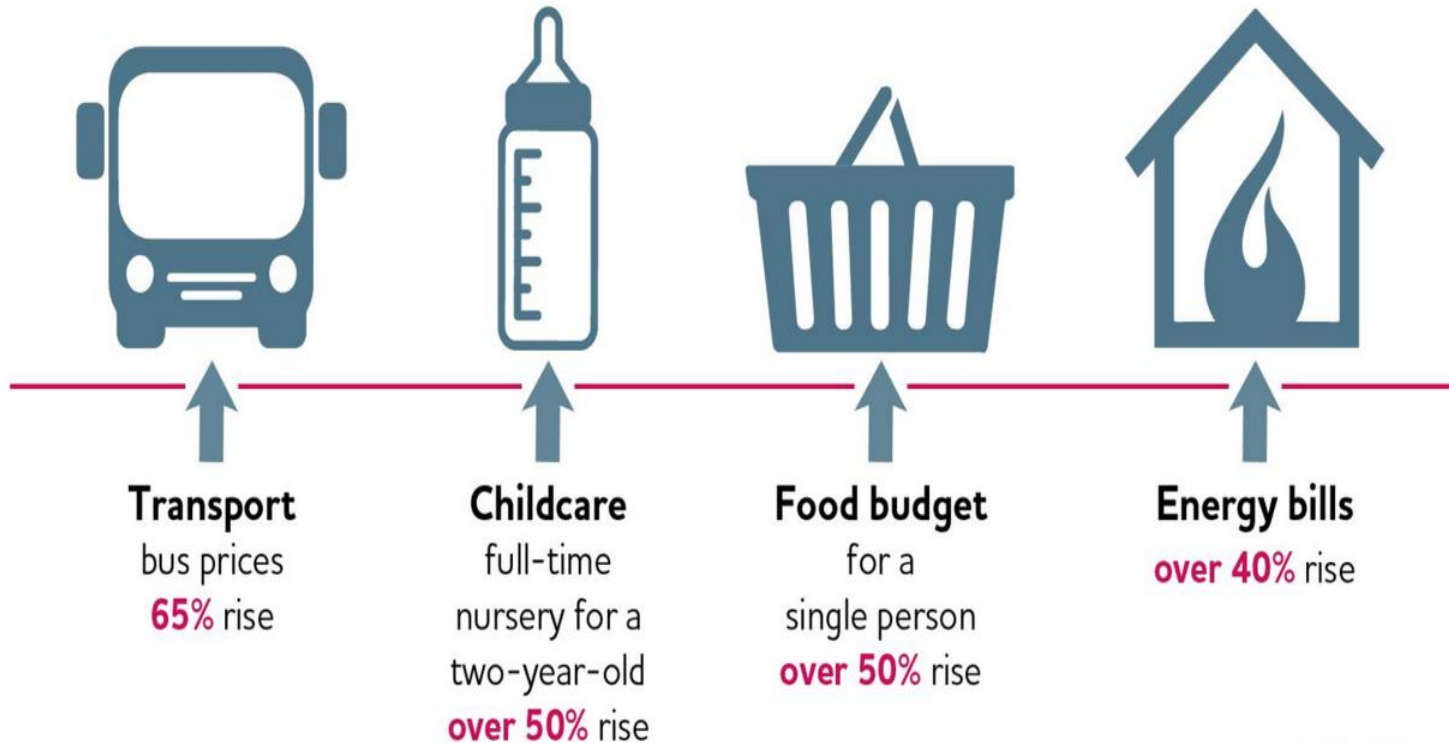 Transport
bus prices
65% rise
Childcare
full-time
nursery for a
two-year-old
over 50% rise
Food budget
for a
single person
over 50% rise
Energy bills
over 40% rise